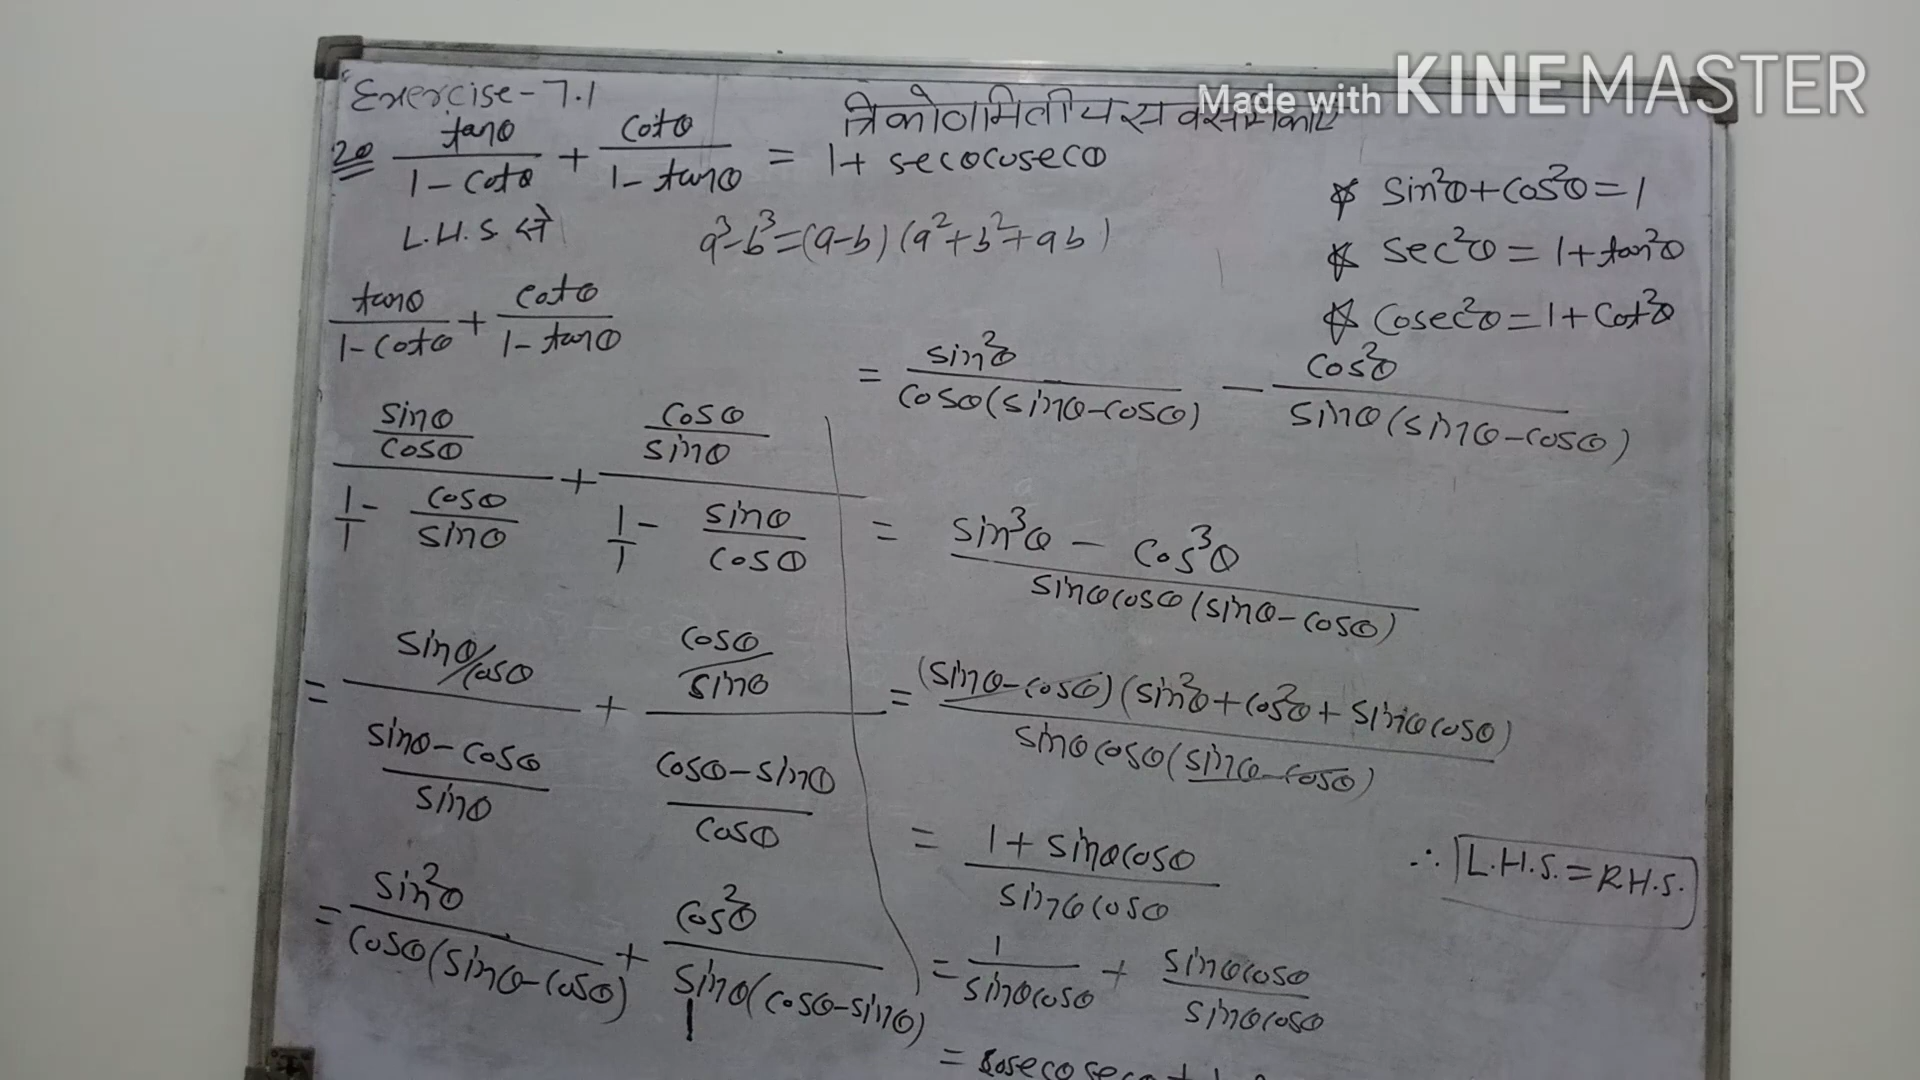 Made with KINEMASTER
Exercise-7.1
त्रिकोणमितीय सर्वसमिकाए
20 tanθ/(1-cotθ) + cotθ/(1-tanθ) = 1+ secθcosecθ
L.H.S से
a³-b³=(a-b)(a²+b²+ab)
* sin²θ+cos²θ=1
* sec²θ=1+tan²θ
* cosec²θ=1+cot²θ
tanθ/(1-cotθ) + cotθ/(1-tanθ)
(sinθ/cosθ)/(1/1 - cosθ/sinθ) + (cosθ/sinθ)/(1/1 - sinθ/cosθ)
= (sinθ/cosθ)/((sinθ-cosθ)/sinθ) + (cosθ/sinθ)/((cosθ-sinθ)/cosθ)
= sin²θ/(cosθ(sinθ-cosθ)) + cos²θ/(sinθ(cosθ-sinθ))
= sin²θ/(cosθ(sinθ-cosθ)) - cos²θ/(sinθ(sinθ-cosθ))
= (sin³θ - cos³θ)/(sinθcosθ(sinθ-cosθ))
= (sinθ-cosθ)(sin²θ+cos²θ+sinθcosθ)/(sinθcosθ(sinθ-cosθ))
= (1+sinθcosθ)/(sinθcosθ)
= 1/(sinθcosθ) + sinθcosθ/(sinθcosθ)
∴ L.H.S.=R.H.S.